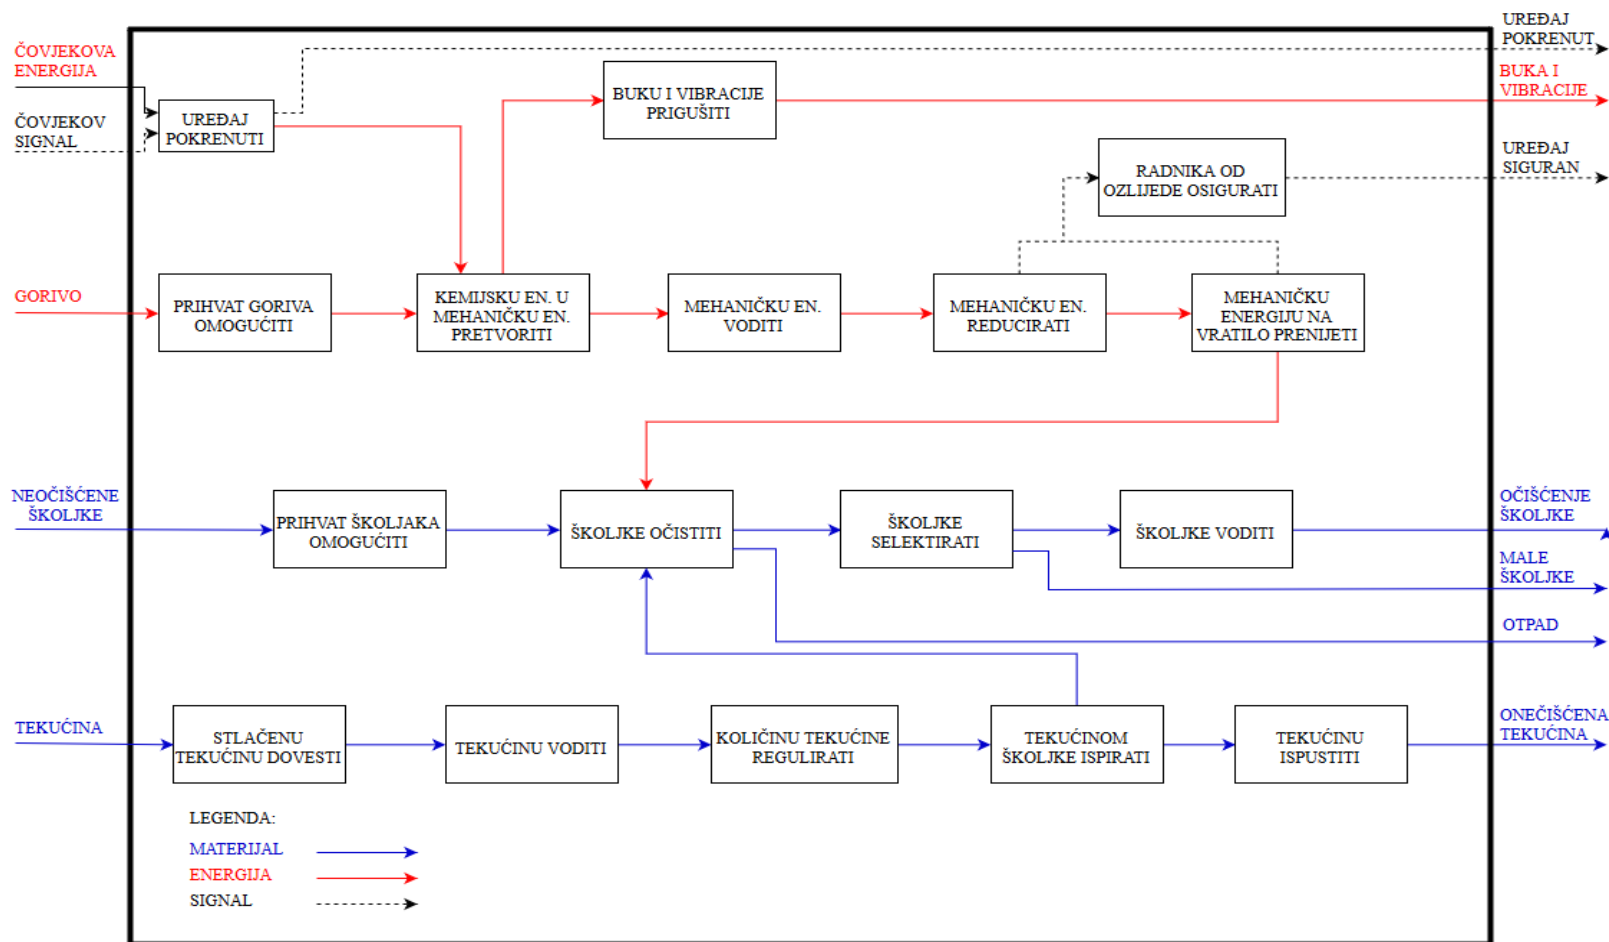 UREĐAJ
POKRENUT
ČOVJEKOVA
ENERGIJA
BUKA I
VIBRACIJE
BUKU I VIBRACIJE
PRIGUŠITI
ČOVJEKOV
SIGNAL
UREĐAJ
POKRENUTI
UREĐAJ
SIGURAN
RADNIKA OD
OZLIJEDE OSIGURATI
GORIVO
PRIHVAT GORIVA
OMOGUĆITI
KEMIJSKU EN. U
MEHANIČKU EN.
PRETVORITI
MEHANIČKU EN.
VODITI
MEHANIČKU EN.
REDUCIRATI
MEHANIČKU
ENERGIJU NA
VRATILO PRENIJETI
NEOČIŠĆENE
ŠKOLJKE
PRIHVAT ŠKOLJAKA
OMOGUĆITI
ŠKOLJKE OČISTITI
ŠKOLJKE
SELEKTIRATI
ŠKOLJKE VODITI
OČIŠĆENJE
ŠKOLJKE
MALE
ŠKOLJKE
OTPAD
TEKUĆINA
STLAČENU
TEKUĆINU DOVESTI
TEKUĆINU VODITI
KOLIČINU TEKUĆINE
REGULIRATI
TEKUĆINOM
ŠKOLJKE ISPIRATI
TEKUĆINU
ISPUSTITI
ONEČIŠĆENA
TEKUĆINA
LEGENDA:
MATERIJAL
ENERGIJA
SIGNAL